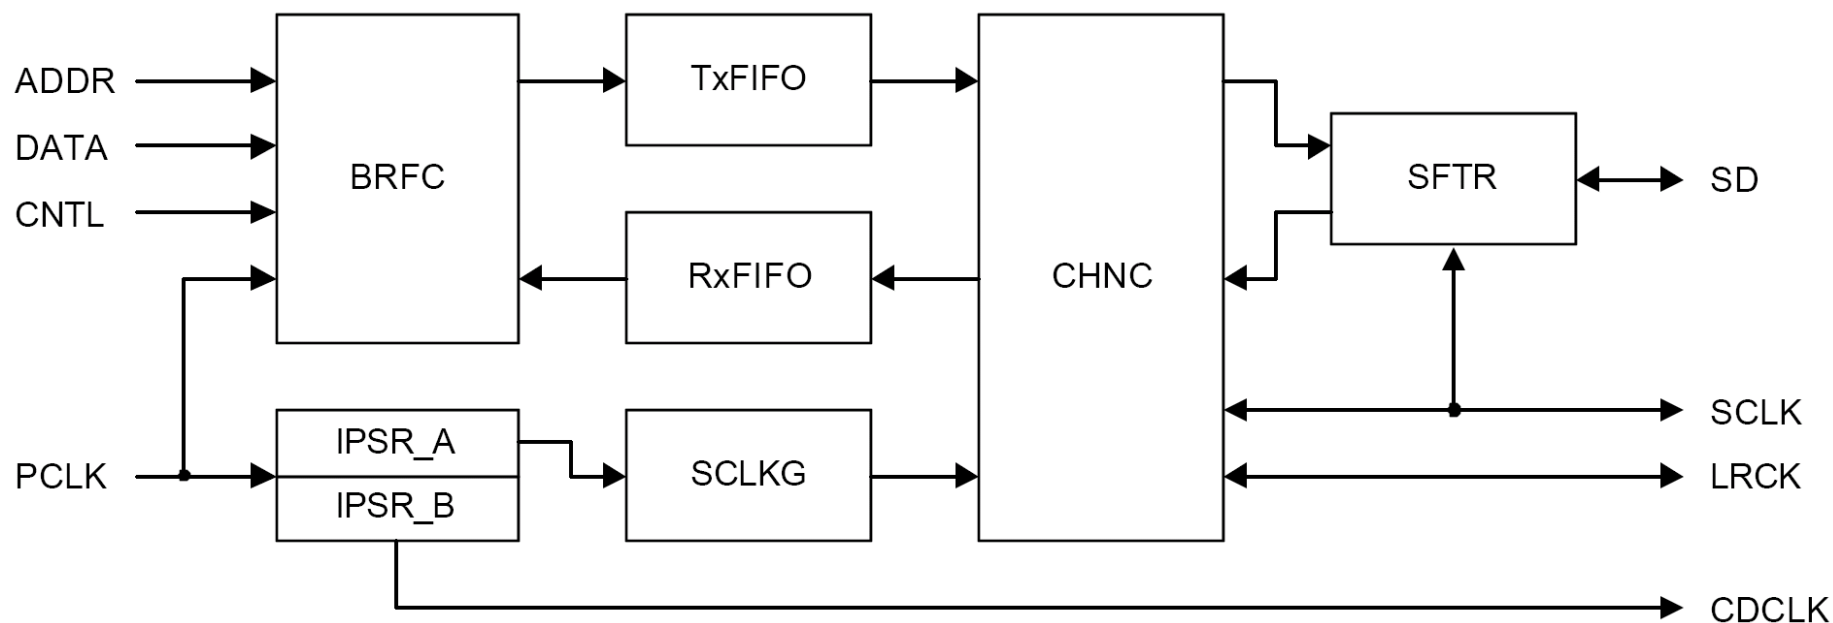 ADDR
DATA
CNTL
PCLK
BRFC
IPSR_A
IPSR_B
TxFIFO
RxFIFO
SCLKG
CHNC
SFTR
SD
SCLK
LRCK
CDCLK